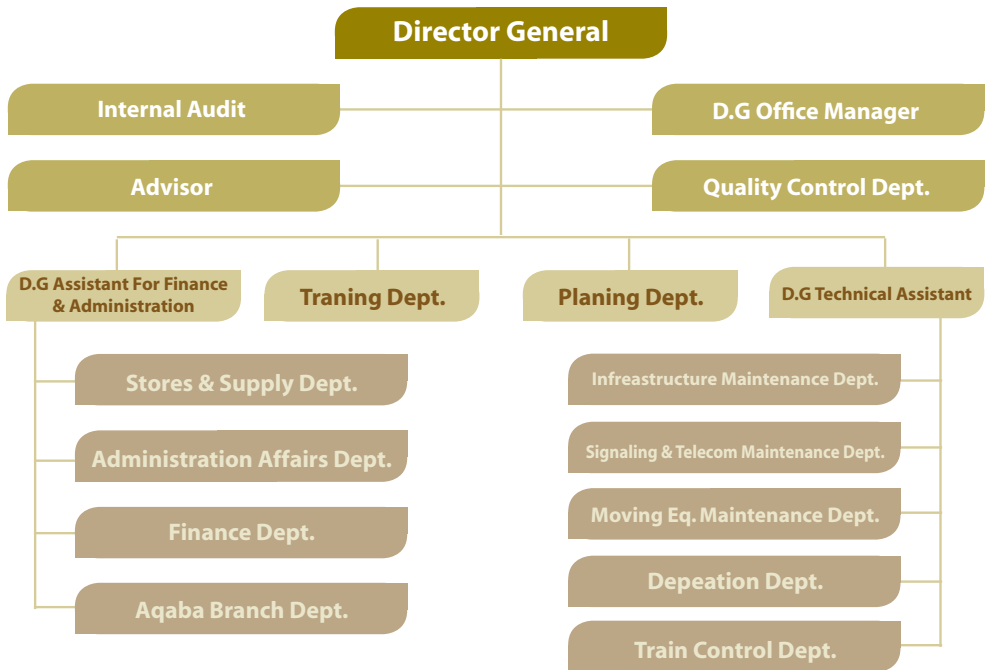 Director General
Internal Audit
D.G Office Manager
Advisor
Quality Control Dept.
D.G Assistant For Finance
& Administration
Traning Dept.
Planing Dept.
D.G Technical Assistant
Stores & Supply Dept.
Administration Affairs Dept.
Finance Dept.
Aqaba Branch Dept.
Infreastructure Maintenance Dept.
Signaling & Telecom Maintenance Dept.
Moving Eq. Maintenance Dept.
Depeation Dept.
Train Control Dept.